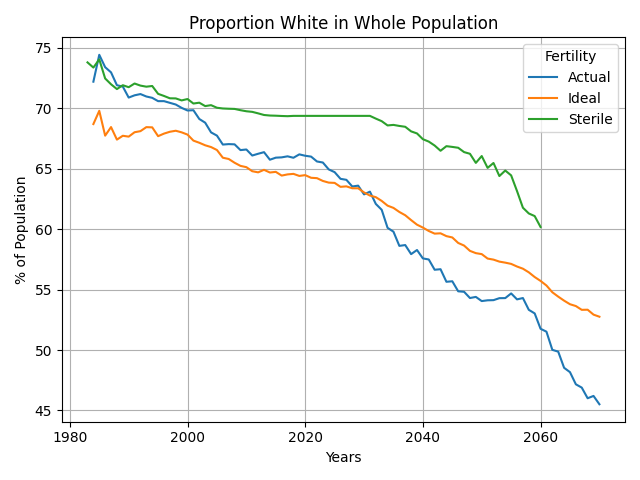 Proportion White in Whole Population
% of Population
75
70
65
60
55
50
45
Fertility
Actual
Ideal
Sterile
1980
2000
2020
2040
2060
Years